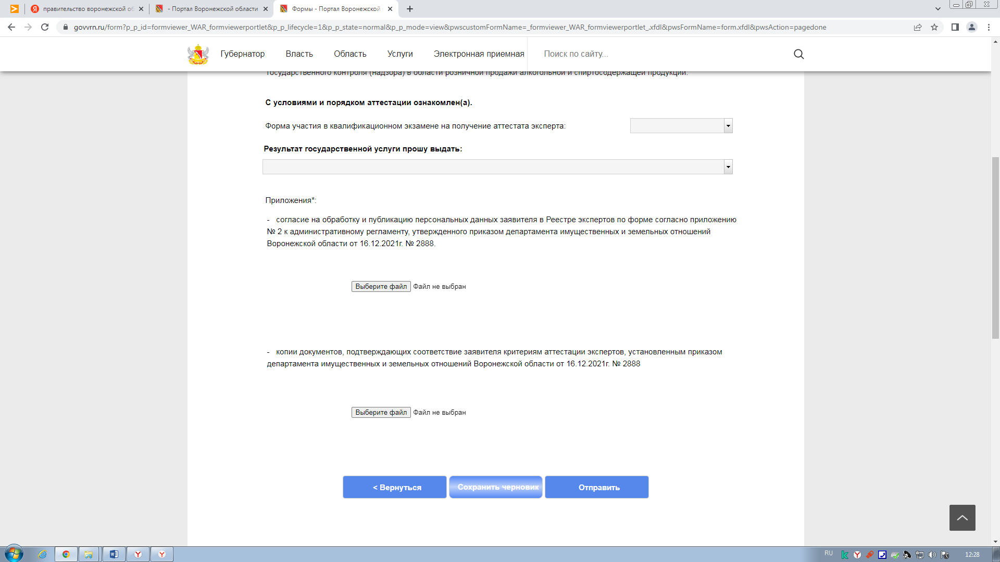 правительство воронежской об
- Портал Воронежской области
Формы - Портал Воронежской
govvrn.ru/form?p_p_id=formviewer_WAR_formviewerportlet&p_p_lifecycle=1&p_p_state=normal&p_p_mode=view&pwscustomFormName=_formviewer_WAR_formviewerportlet_.xfdl&pwsFormName=form.xfdl&pwsAction=pagedone
Губернатор Власть Область Услуги Электронная приемная Поиск по сайту...
государственного контроля (надзора) в области розничной продажи алкогольной и спиртосодержащей продукции.
С условиями и порядком аттестации ознакомлен(а).
Форма участия в квалификационном экзамене на получение аттестата эксперта:
Результат государственной услуги прошу выдать:
Приложения*:
- согласие на обработку и публикацию персональных данных заявителя в Реестре экспертов по форме согласно приложению
№ 2 к административному регламенту, утвержденного приказом департамента имущественных и земельных отношений
Воронежской области от 16.12.2021г. № 2888.
Выберите файл Файл не выбран
- копии документов, подтверждающих соответствие заявителя критериям аттестации экспертов, установленным приказом
департамента имущественных и земельных отношений Воронежской области от 16.12.2021г. № 2888
Выберите файл Файл не выбран
< Вернуться Сохранить черновик Отправить
RU 12:28